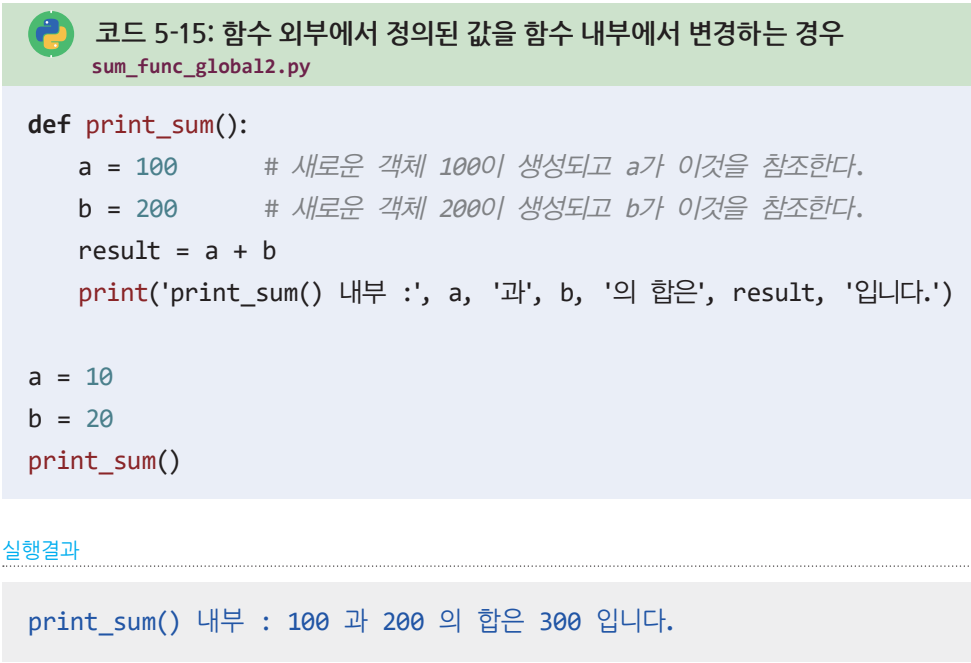 코드 5-15: 함수 외부에서 정의된 값을 함수 내부에서 변경하는 경우
sum_func_global2.py
def print_sum():
    a = 100       # 새로운 객체 100이 생성되고 a가 이것을 참조한다.
    b = 200       # 새로운 객체 200이 생성되고 b가 이것을 참조한다.
    result = a + b
    print('print_sum() 내부 :', a, '과', b, '의 합은', result, '입니다.')
a = 10
b = 20
print_sum()
실행결과
print_sum() 내부 : 100 과 200 의 합은 300 입니다.